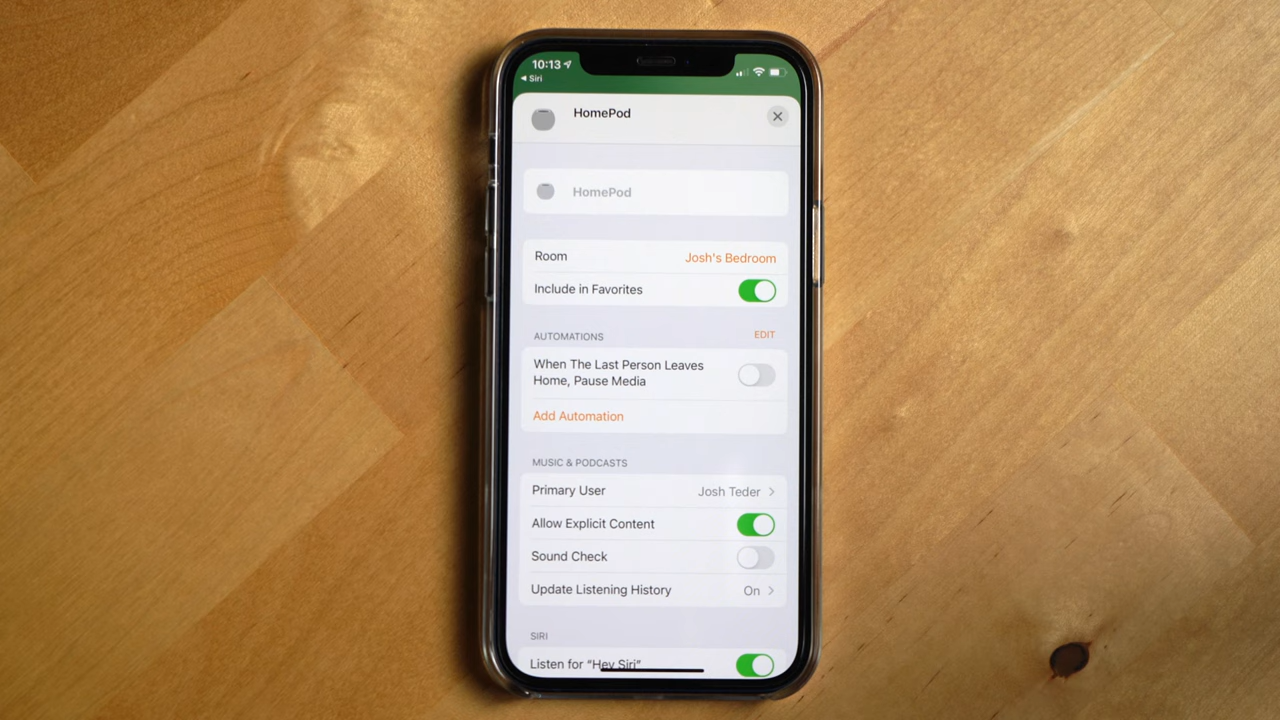 10:13
Siri
HomePod
HomePod
Room Josh's Bedroom
Include in Favorites
AUTOMATIONS EDIT
When The Last Person Leaves
Home, Pause Media
Add Automation
MUSIC & PODCASTS
Primary User Josh Teder
Allow Explicit Content
Sound Check
Update Listening History On
SIRI
Listen for “Hey Siri”